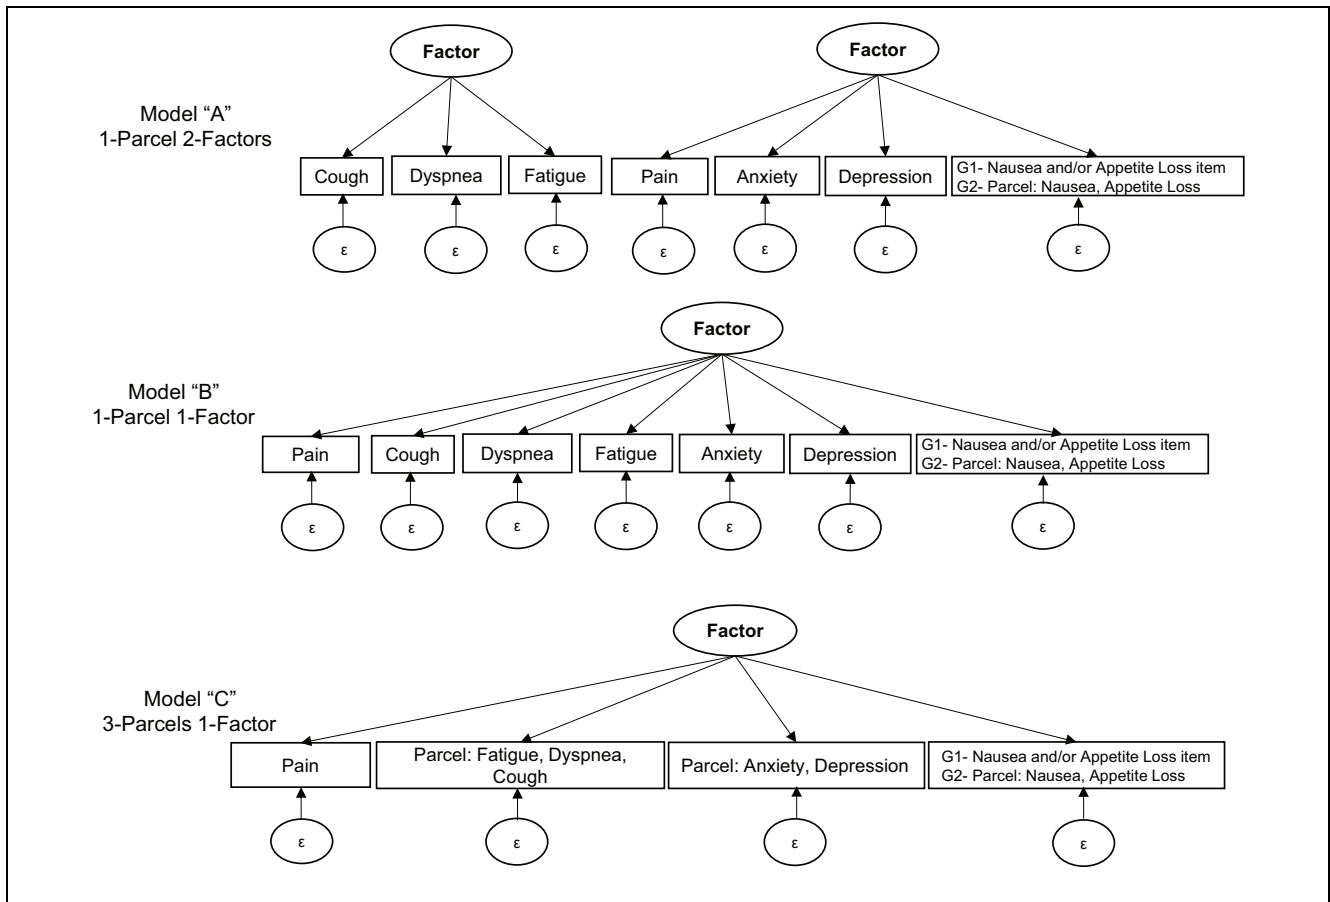 Factor
Factor
Model “A”
1-Parcel 2-Factors
Cough
Dyspnea
Fatigue
Pain
Anxiety
Depression
G1- Nausea and/or Appetite Loss item
G2- Parcel: Nausea, Appetite Loss
ε
ε
ε
ε
ε
ε
ε
Factor
Model “B”
1-Parcel 1-Factor
Pain
Cough
Dyspnea
Fatigue
Anxiety
Depression
G1- Nausea and/or Appetite Loss item
G2- Parcel: Nausea, Appetite Loss
ε
ε
ε
ε
ε
ε
ε
Factor
Model “C”
3-Parcels 1-Factor
Pain
Parcel: Fatigue, Dyspnea,
Cough
Parcel: Anxiety, Depression
G1- Nausea and/or Appetite Loss item
G2- Parcel: Nausea, Appetite Loss
ε
ε
ε
ε